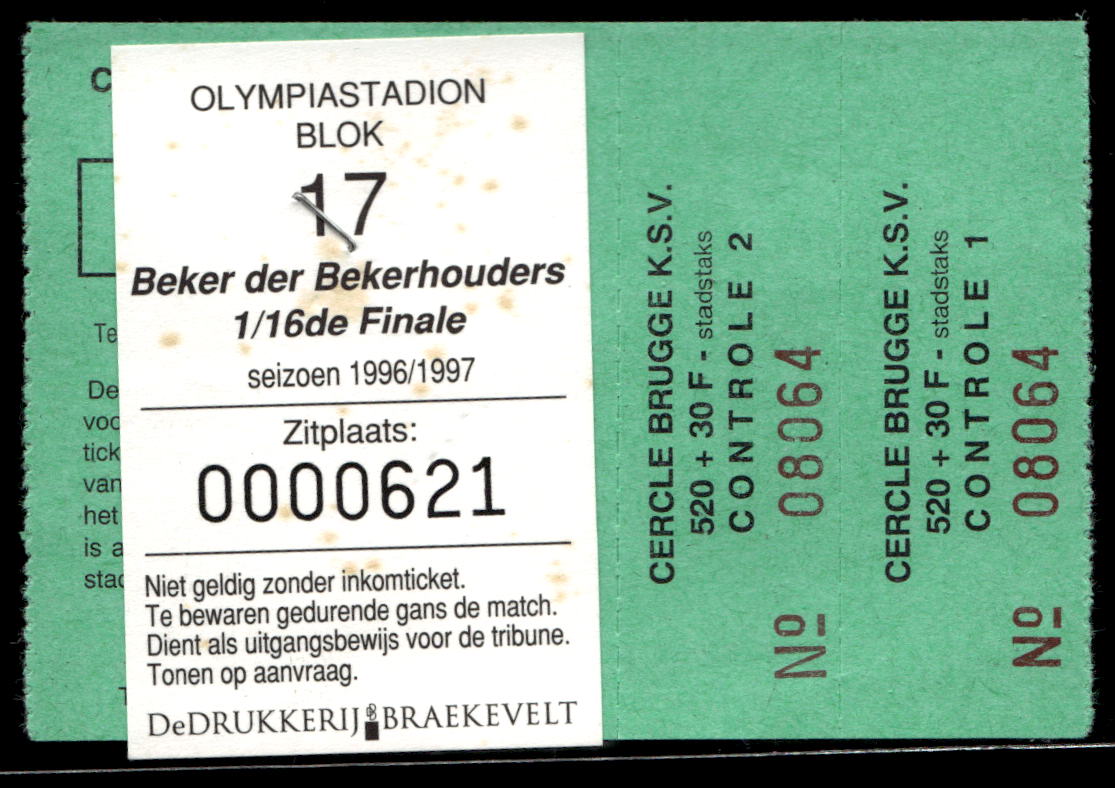 OLYMPIASTADION
BLOK
17
Beker der Bekerhouders
1/16de Finale
seizoen 1996/1997
Zitplaats:
0000621
Niet geldig zonder inkomticket.
Te bewaren gedurende gans de match.
Dient als uitgangsbewijs voor de tribune.
Tonen op aanvraag.
DeDRUKKERIJ BRAEKEVELT
het
is
CERCLE BRUGGE K.S.V.
520 + 30 F - stadstaks
CONTROLE 2
Nº 08064
CERCLE BRUGGE K.S.V.
520 + 30 F - stadstaks
CONTROLE 1
Nº 08064